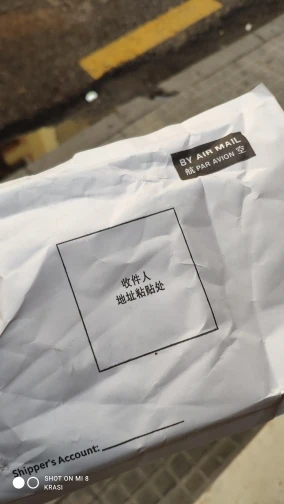 BY AIR MAIL
航 PAR AVION 空
收件人
地址粘贴处
Shipper's Account:
SHOT ON MI 8
KRASI